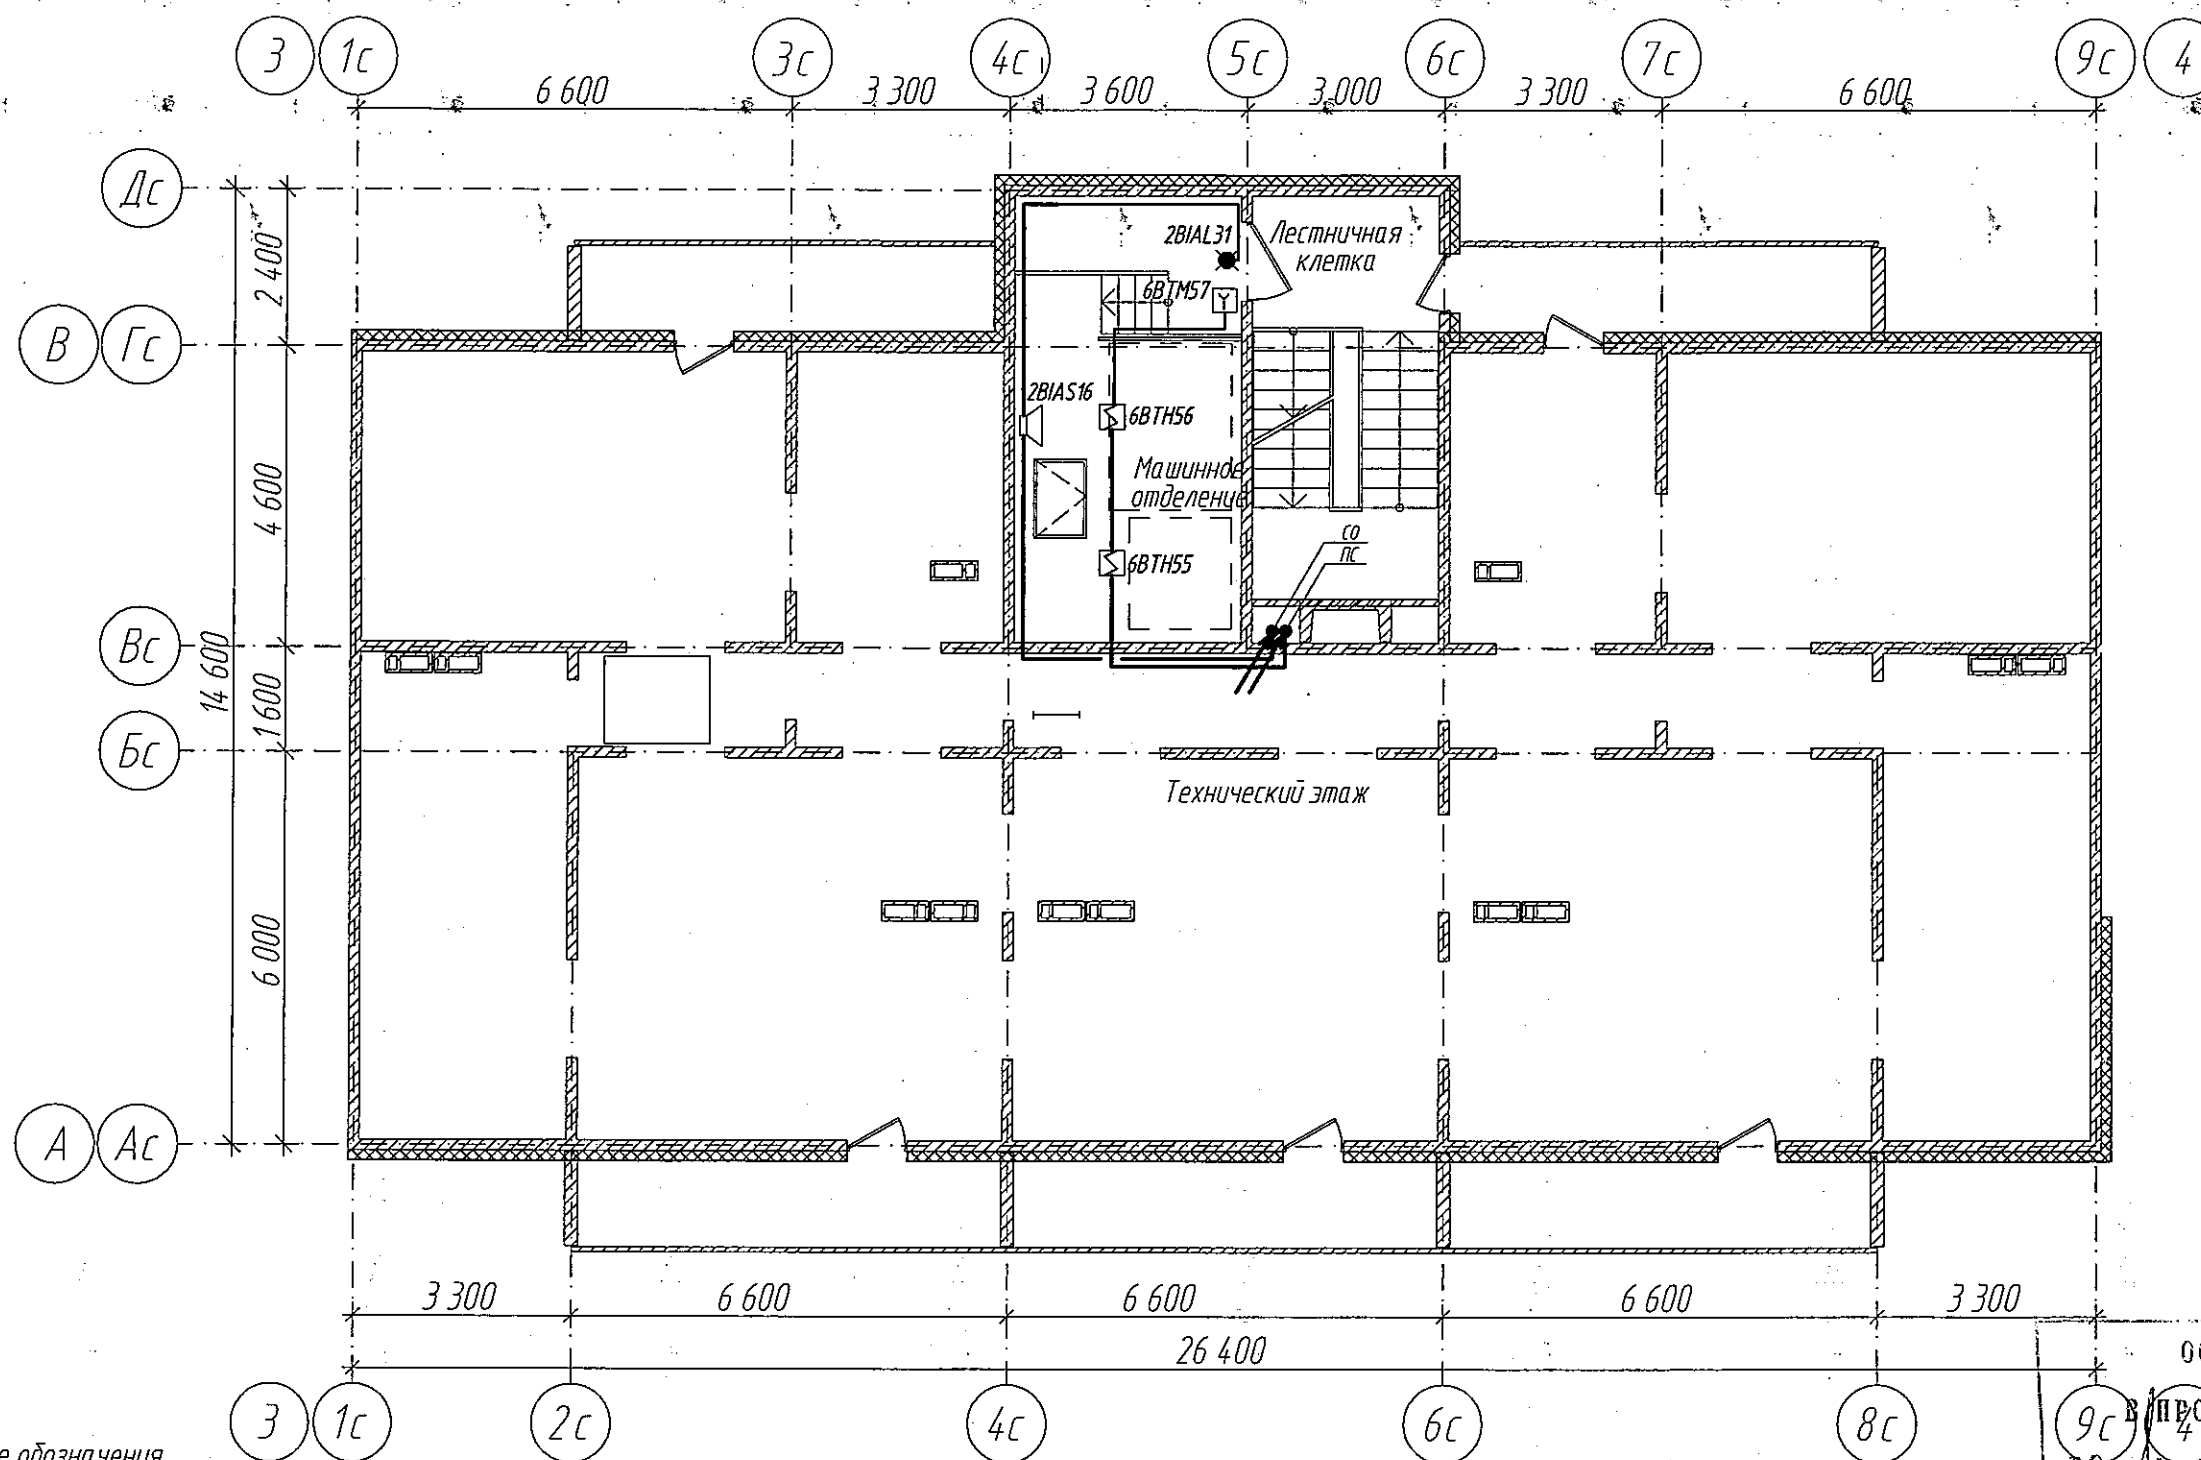 3 1с 3с 4с 5с 6с 7с 9с 4
6 600 3 300 3 600 3 000 3 300 6 600
Дс
2BIAL31
Лестничная
клетка
2 400
6BTM57
В Гс
2BIAS16
6BTH56
4 600
Машинное
отделение
СО
ПС
6BTH55
Вс
14 600
1 600
Бс
Технический этаж
6 000
А Ас
3 300 6 600 6 600 6 600 3 300
26 400
3 1с 2с 4с 6с 8с 9с 4
е обозначения